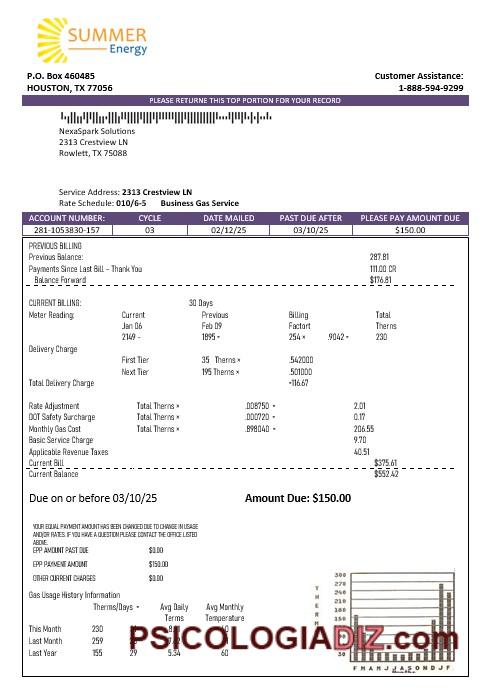 SUMMER
Energy
P.O. Box 460485
HOUSTON, TX 77056
Customer Assistance:
1-888-594-9299
PLEASE RETURNE THIS TOP PORTION FOR YOUR RECORD
NexaSpark Solutions
2313 Crestview LN
Rowlett, TX 75088
Service Address: 2313 Crestview LN
Rate Schedule: 010/6-5 Business Gas Service
ACCOUNT NUMBER: CYCLE DATE MAILED PAST DUE AFTER PLEASE PAY AMOUNT DUE
281-1053830-157 03 02/12/25 03/10/25 $150.00
PREVIOUS BILLING
Previous Balance: 287.81
Payments Since Last Bill – Thank You 111.00 CR
Balance Forward $176.81
CURRENT BILLING: 30 Days
Meter Reading: Current Previous Billing Total
Jan 06 Feb 09 Factort Therns
2149 - 1895 = 254 × .9042 = 230
Delivery Charge
First Tier 35 Therns × .542000
Next Tier 195 Therns × .501000
Total Delivery Charge =116.67
Rate Adjustment Total Therns × .008750 = 2.01
DOT Safety Surcharge Total Therns × .000720 = 0.17
Monthly Gas Cost Total Therns × .898040 = 206.55
Basic Service Charge 9.70
Applicable Revenue Taxes 40.51
Current Bill $375.61
Current Balance $552.42
Due on or before 03/10/25 Amount Due: $150.00
YOUR EQUAL PAYMENT AMOUNT HAS BEEN CHANGED DUE TO CHANGE IN USAGE
AND/OR RATES. IF YOU HAVE A QUESTION PLEASE CONTACT THE OFFICE LISTED
ABOVE.
EPP AMOUNT PAST DUE $0.00
EPP AMOUNT PAYMENT $150.00
OTHER CURRENT CHARGES $0.00
Gas Usage History Information
Therms/Days Avg Daily Avg Monthly
Terms Temperature
This Month 230
Last Month 259
Last Year 155 29 5.34 60
PSICOLOGIADIZ.com
T
H
E
R
M
300
270
240
210
180
150
120
90
60
30
F M A M J J A S O N D J F
Months